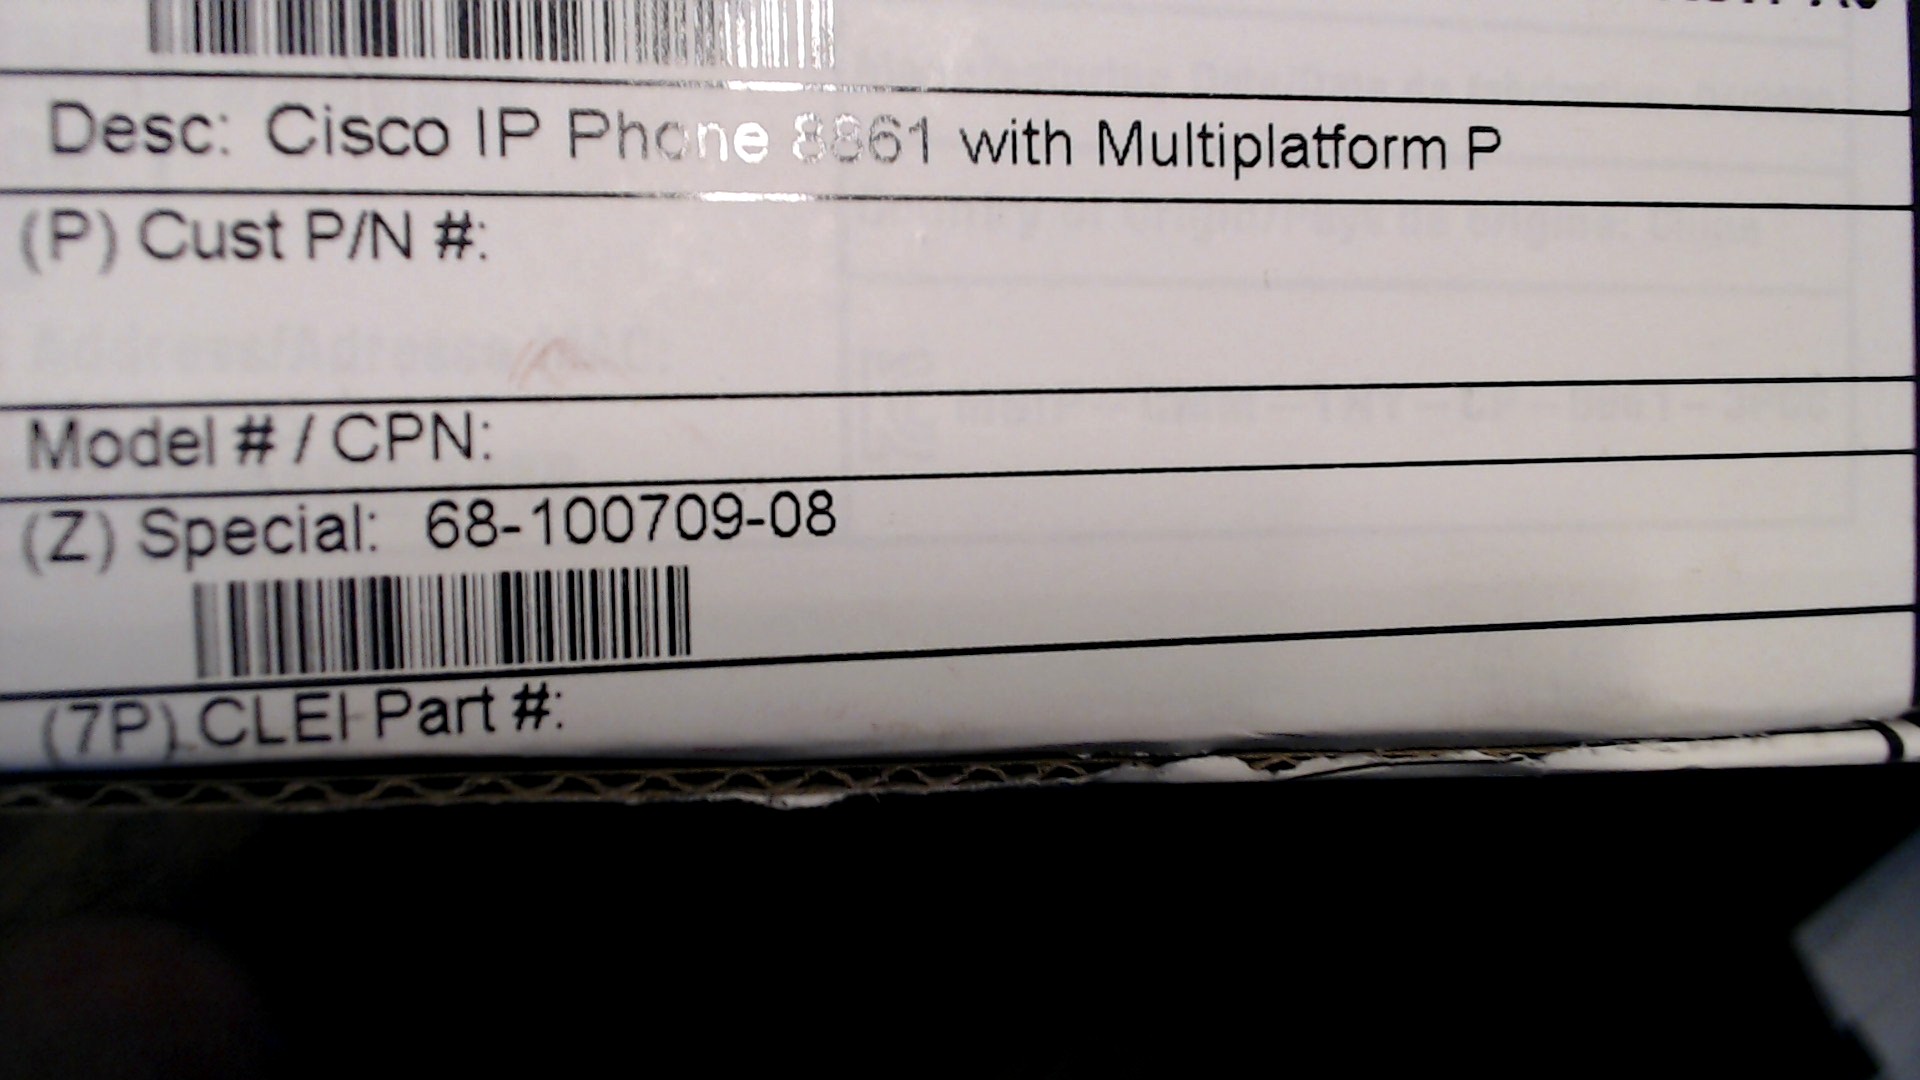 Desc: Cisco IP Phone 8861 with Multiplatform P
(P) Cust P/N #:
Model # / CPN:
(Z) Special: 68-100709-08
(7P) CLEI Part #: